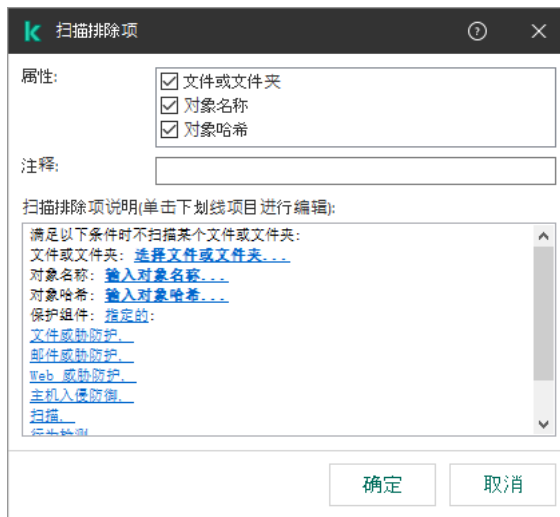 扫描排除项
属性:
文件或文件夹
对象名称
对象哈希
注释:
扫描排除项说明(单击下划线项目进行编辑):
满足以下条件时不扫描某个文件或文件夹:
文件或文件夹: 选择文件或文件夹...
对象名称: 输入对象名称...
对象哈希: 输入对象哈希...
保护组件: 指定的:
文件威胁防护,
邮件威胁防护,
Web 威胁防护,
主机入侵防御,
扫描,
行为检测
确定
取消